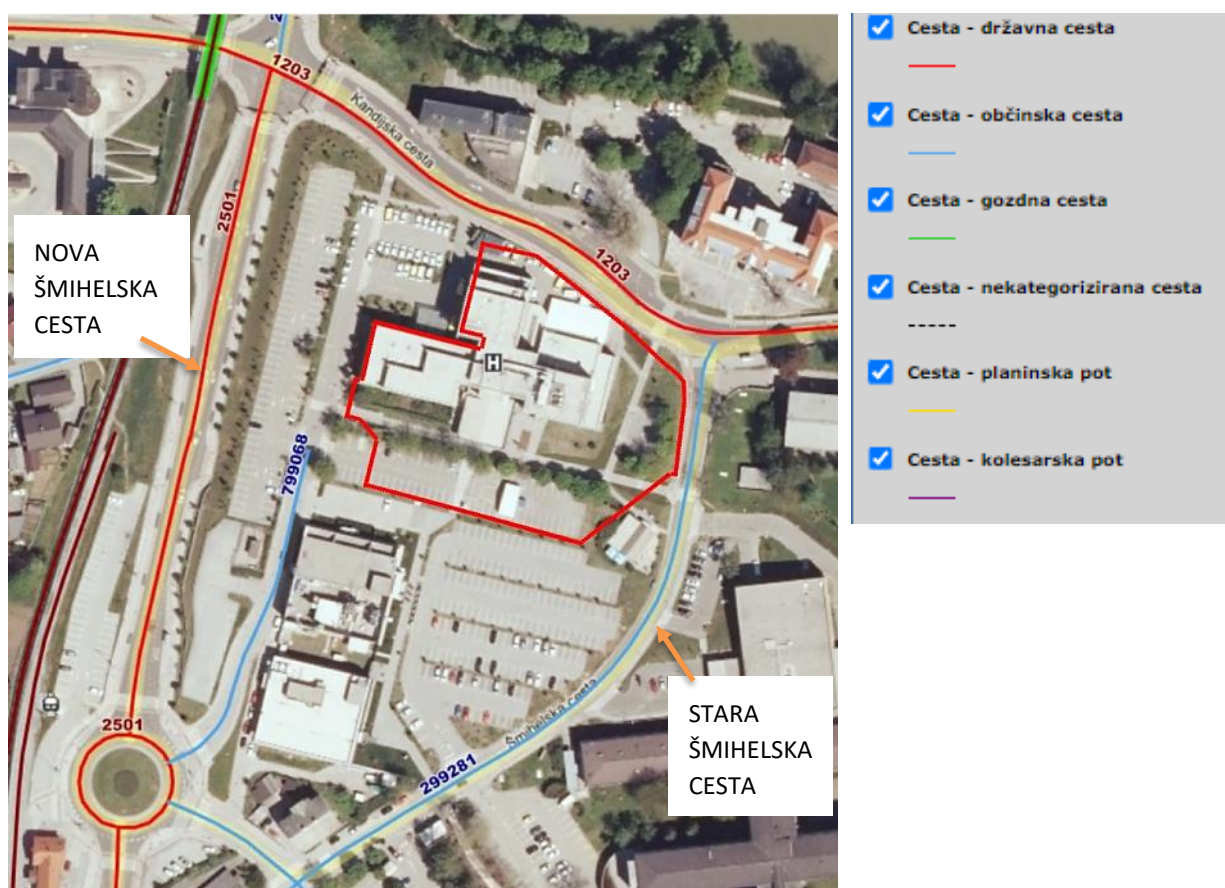 1203
Kandijska cesta
2501
1203
NOVA
ŠMIHELSKA
CESTA
H
799068
2501
Šmihelska cesta
299281
STARA
ŠMIHELSKA
CESTA
Cesta - državna cesta
Cesta - občinska cesta
Cesta - gozdna cesta
Cesta - nekategorizirana cesta
Cesta - planinska pot
Cesta - kolesarska pot